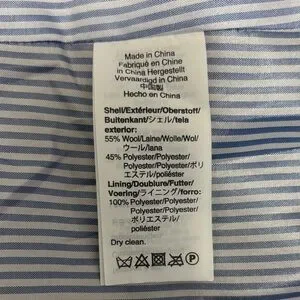 Made in China
Fabriqué en Chine
in China Hergestellt
Vervaardigd in China
中国製
Hecho en China
Shell/Extérieur/Oberstoff/
Buitenkant/シェル/tela
exterior:
55% Wool/Laine/Wolle/Wol/
ウール/lana
45% Polyester/Polyester/
Polyester/Polyester/ポリ
エステル/poliéster
Lining/Doublure/Futter/
Voering/ライニング/forro:
100% Polyester/Polyester/
Polyester/Polyester/
ポリエステル/
poliéster
Dry clean.
P